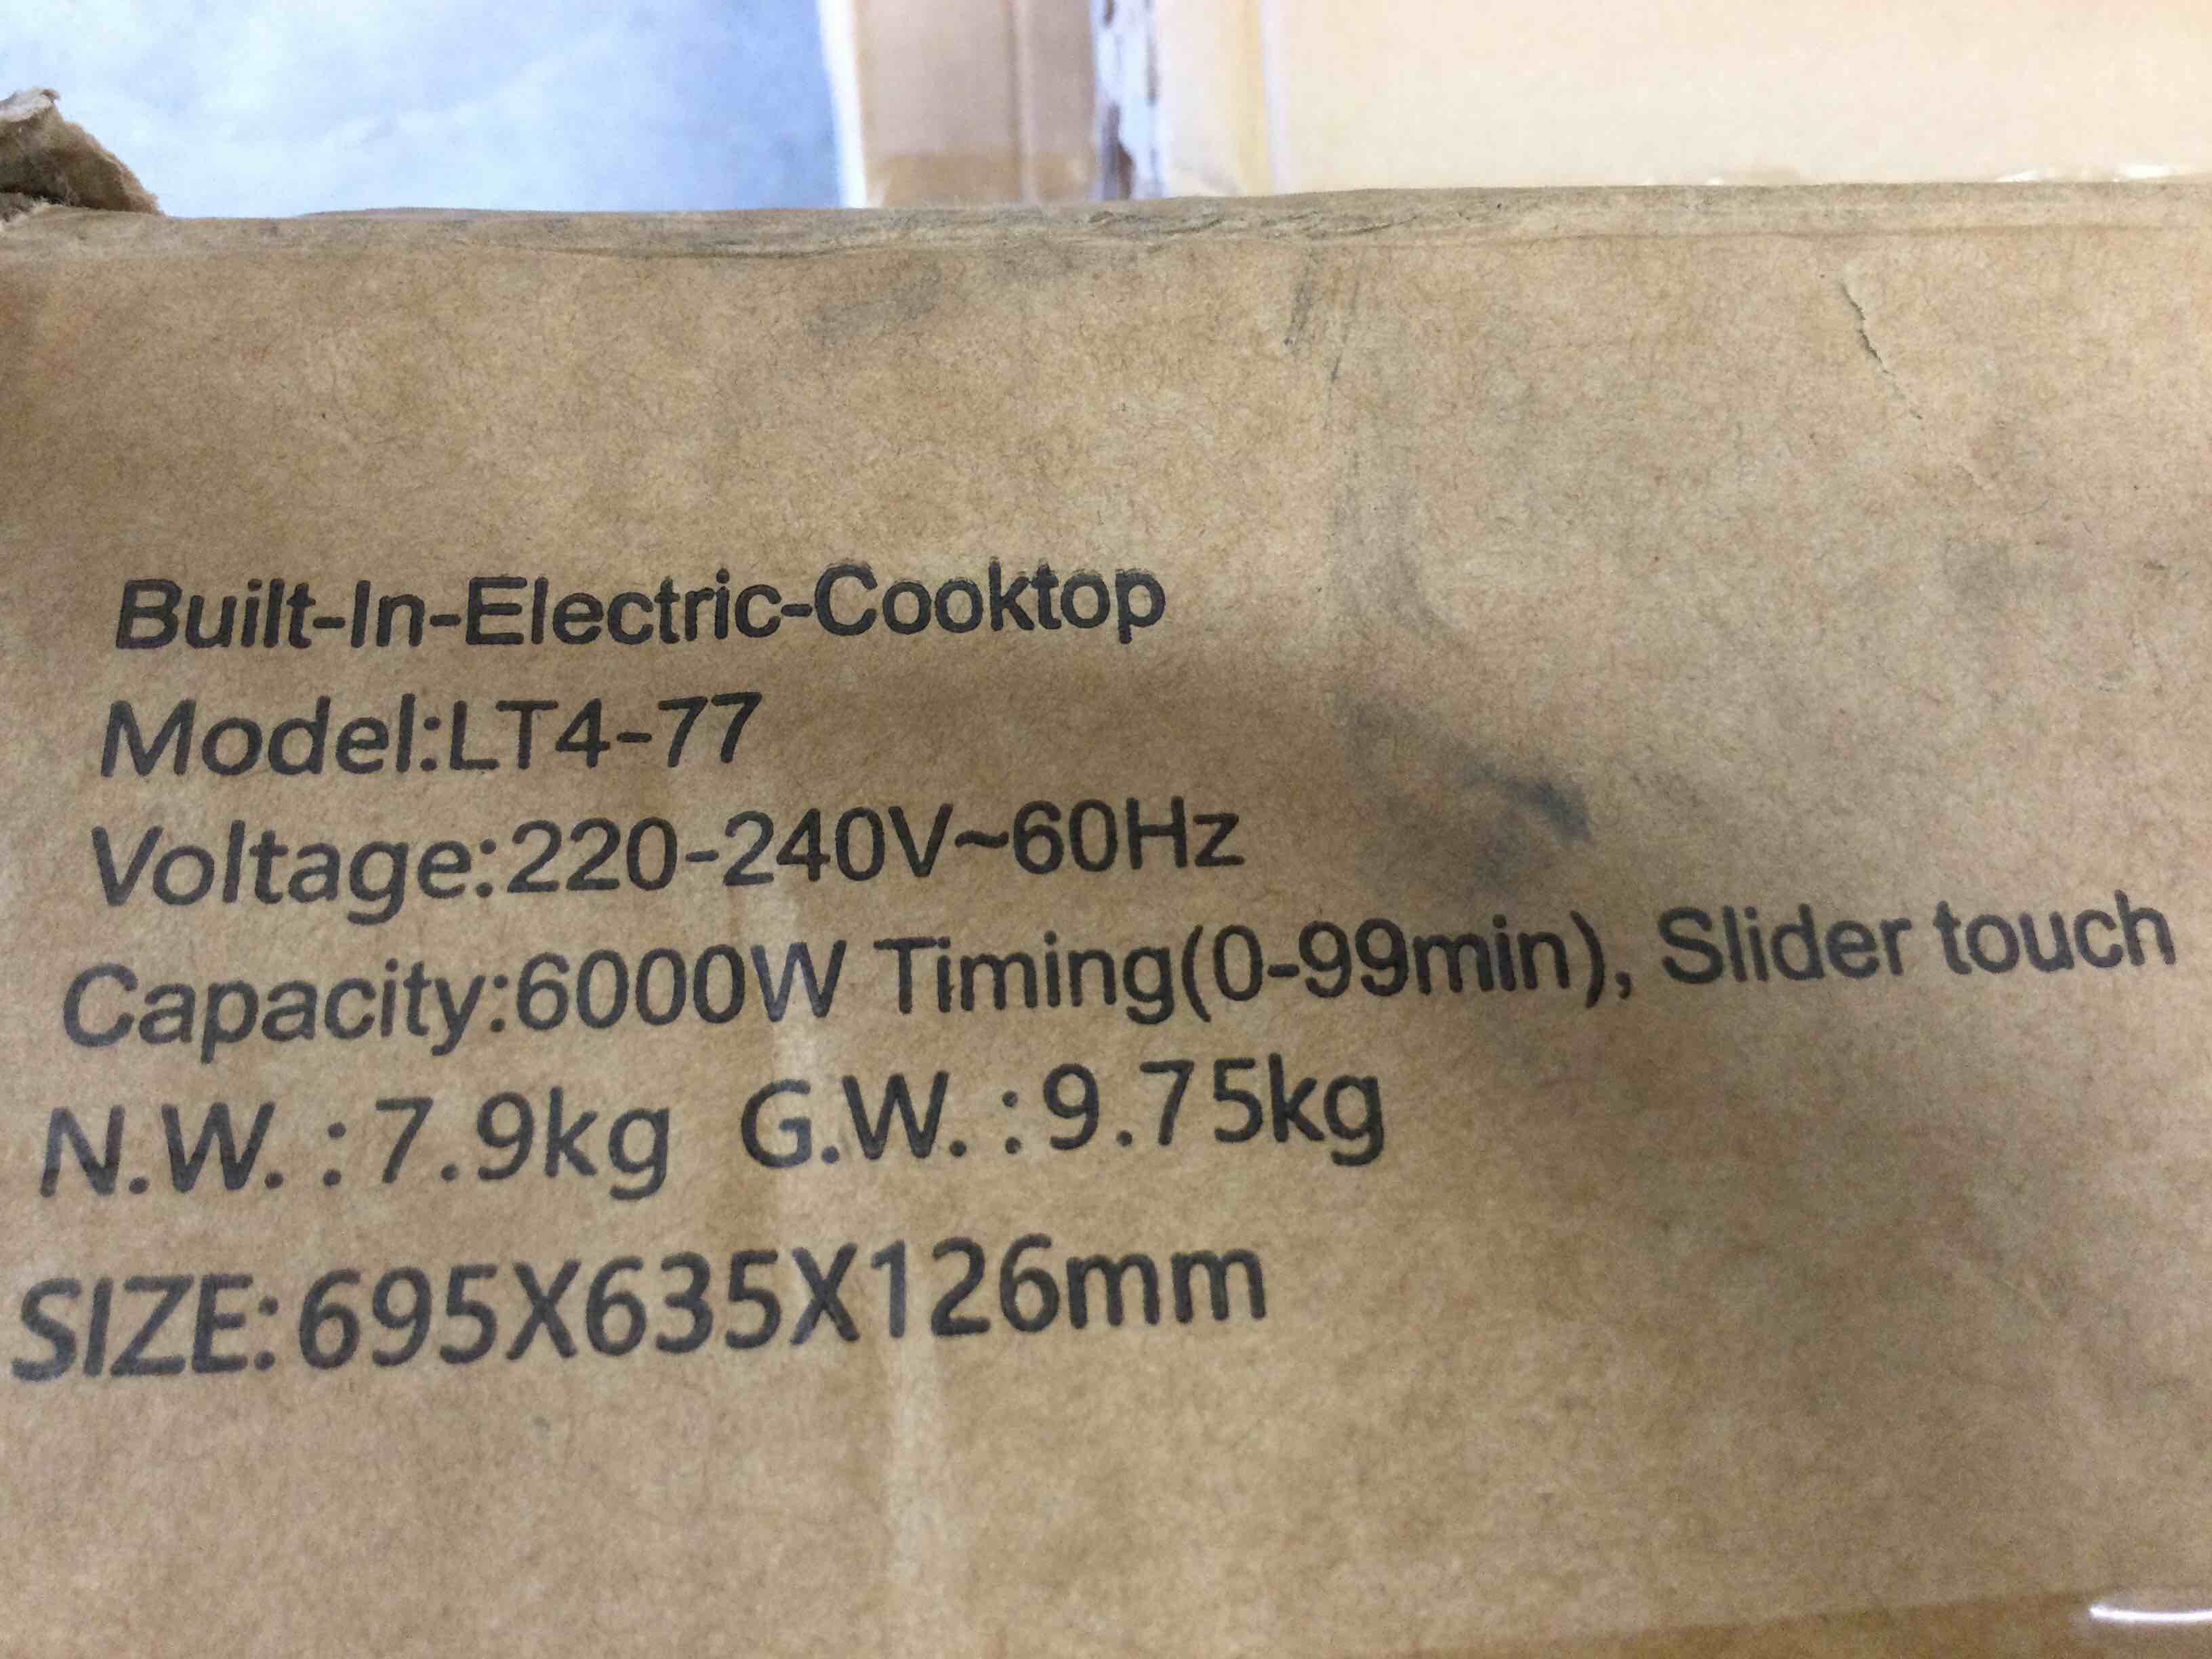 Built-In-Electric-Cooktop
Model:LT4-77
Voltage:220-240V~60Hz
Capacity:6000W Timing(0-99min), Slider touch
N.W.:7.9kg G.W.:9.75kg
SIZE:695X635X126mm